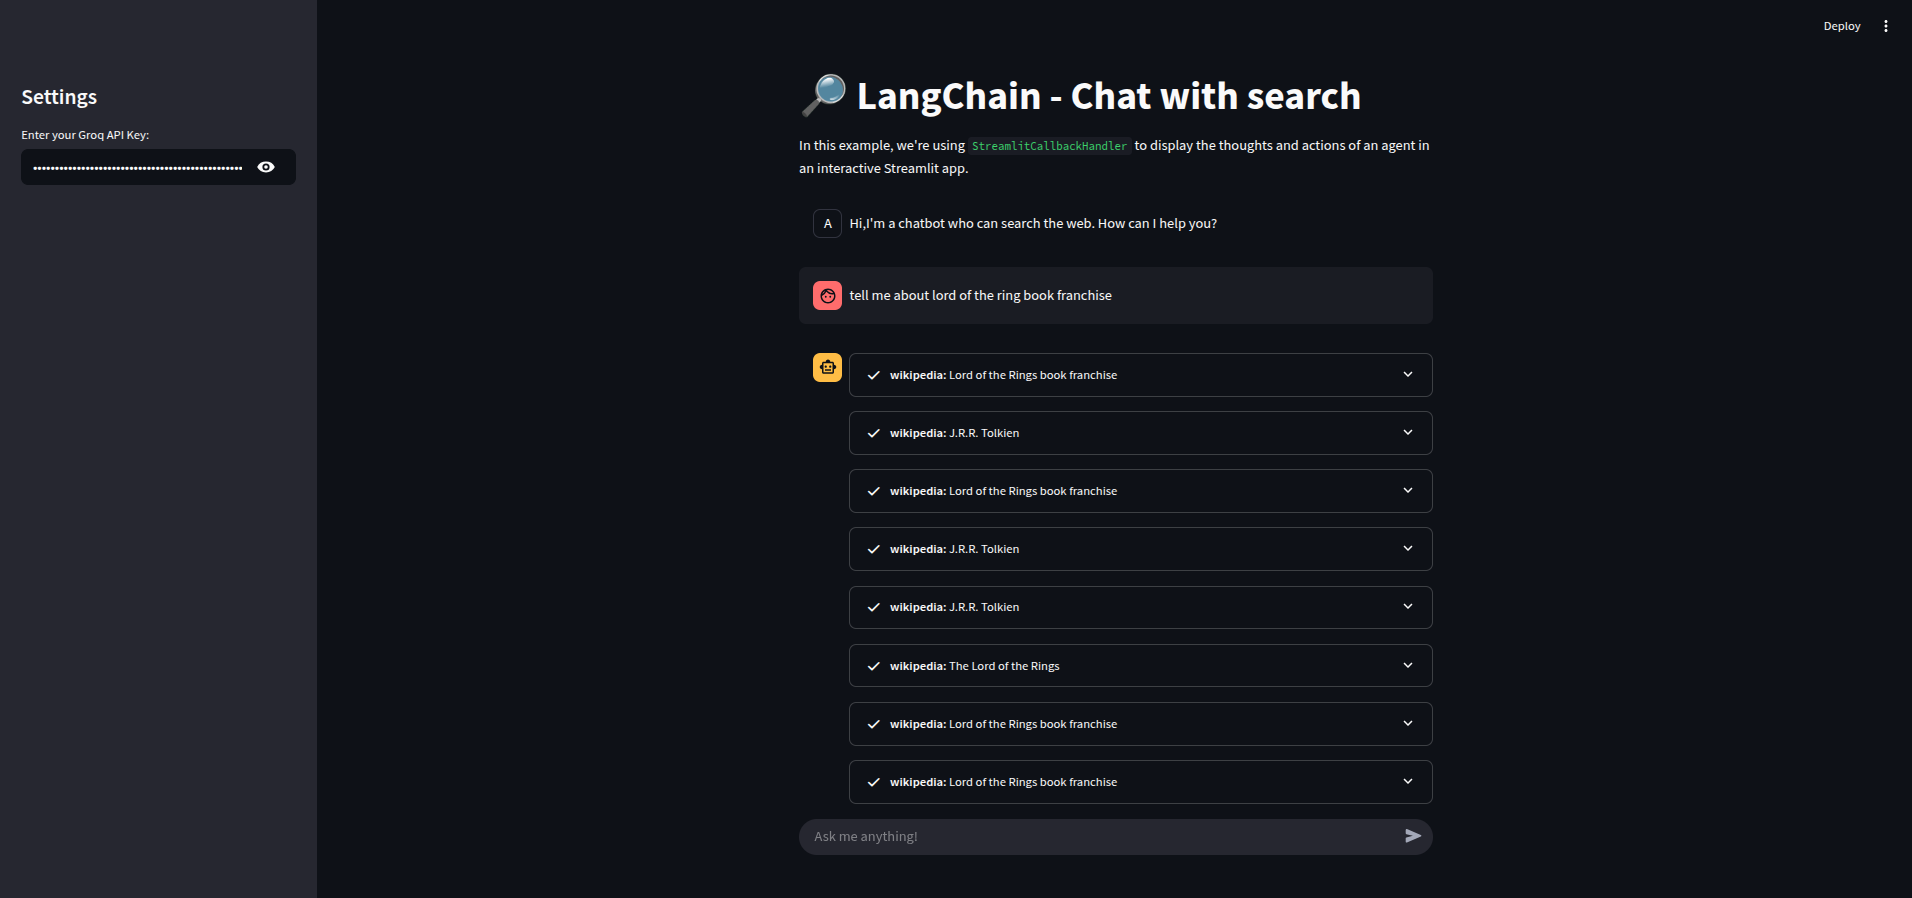 Deploy
Settings
Enter your Groq API Key:
LangChain - Chat with search
In this example, we're using StreamlitCallbackHandler to display the thoughts and actions of an agent in
an interactive Streamlit app.
A Hi,I'm a chatbot who can search the web. How can I help you?
tell me about lord of the ring book franchise
wikipedia: Lord of the Rings book franchise
wikipedia: J.R.R. Tolkien
wikipedia: Lord of the Rings book franchise
wikipedia: J.R.R. Tolkien
wikipedia: J.R.R. Tolkien
wikipedia: The Lord of the Rings
wikipedia: Lord of the Rings book franchise
wikipedia: Lord of the Rings book franchise
Ask me anything!